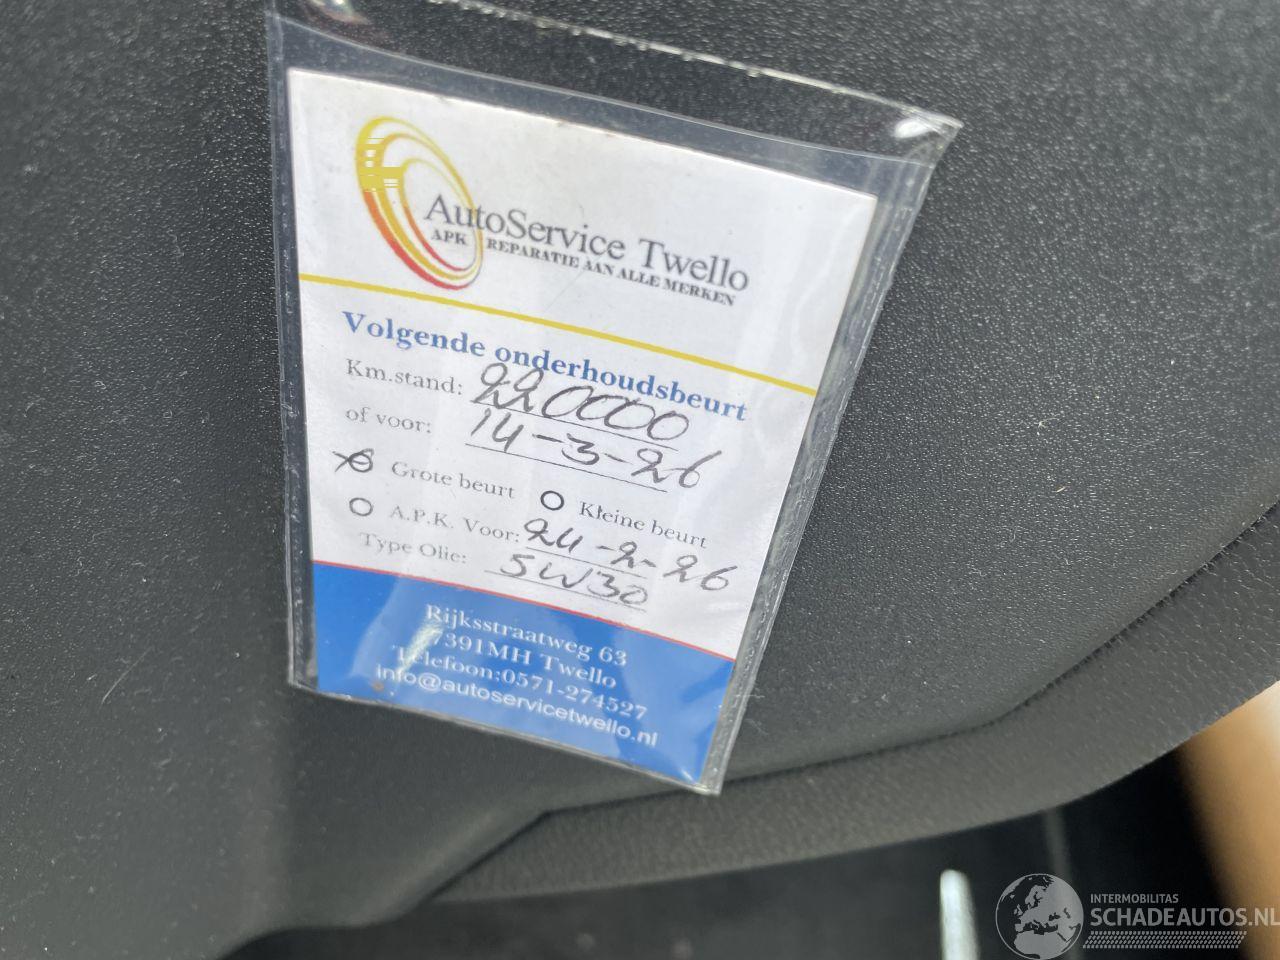 AutoService Twello
APK REPARATIE AAN ALLE MERKEN
Volgende onderhoudsbeurt
Km.stand: 220000
of voor: 14-3-26
Grote beurt Kleine beurt
A.P.K. Voor: 24-2-26
Type Olie: 5W30
Rijksstraatweg 63
7391MH Twello
Telefoon:0571-274527
info@autoservicetwello.nl
INTERMOBILITAS
SCHADEAUTOS.NL